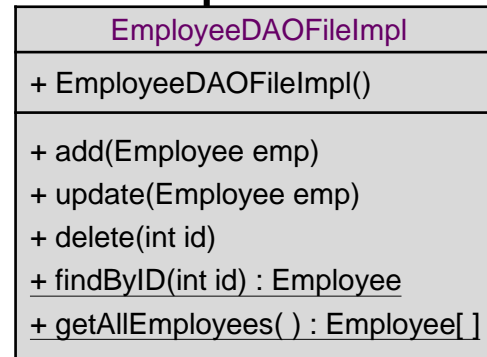 EmployeeDAOFileImpl
+ EmployeeDAOFileImpl()
+ add(Employee emp)
+ update(Employee emp)
+ delete(int id)
+ findByID(int id) : Employee
+ getAllEmployees( ) : Employee[ ]